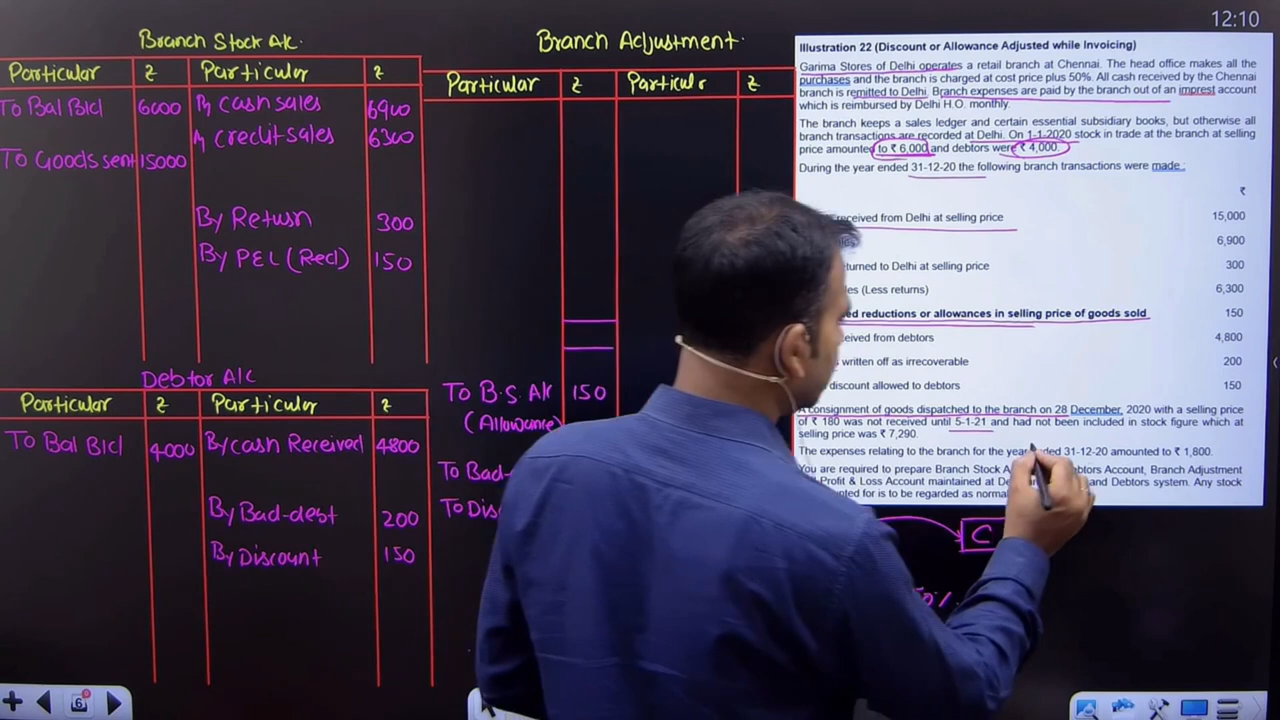 12:10
Branch Stock A/c.
Particular ₹ Particular ₹
To Bal B/d 6000 By cash sales 6900
By credit sales 6300
To Goods sent 15000
By Return 300
By PEL (Red) 150
Debtor A/c
Particular ₹ Particular ₹
To Bal B/d 4000 By cash Received 4800
By Bad-debt 200
By Discount 150
Branch Adjustment
Particular ₹ Particular ₹
To B.S. A/c 150
(Allowance)
To Bad-
To Dis
Illustration 22 (Discount or Allowance Adjusted while Invoicing)
Garima Stores of Delhi operates a retail branch at Chennai. The head office makes all the
purchases and the branch is charged at cost price plus 50%. All cash received by the Chennai
branch is remitted to Delhi. Branch expenses are paid by the branch out of an imprest account
which is reimbursed by Delhi H.O. monthly.
The branch keeps a sales ledger and certain essential subsidiary books, but otherwise all
branch transactions are recorded at Delhi. On 1-1-2020 stock in trade at the branch at selling
price amounted to ₹ 6,000 and debtors were ₹ 4,000.
During the year ended 31-12-20 the following branch transactions were made :
₹
received from Delhi at selling price 15,000
6,900
returned to Delhi at selling price 300
(Less returns) 6,300
reductions or allowances in selling price of goods sold 150
received from debtors 4,800
written off as irrecoverable 200
discount allowed to debtors 150
A consignment of goods dispatched to the branch on 28 December, 2020 with a selling price
of ₹ 180 was not received until 5-1-21 and had not been included in stock figure which at
selling price was ₹ 7,290.
The expenses relating to the branch for the year ended 31-12-20 amounted to ₹ 1,800.
You are required to prepare Branch Stock Account, Branch Adjustment
Profit & Loss Account maintained at and Debtors system. Any stock
for is to be regarded as
C
6